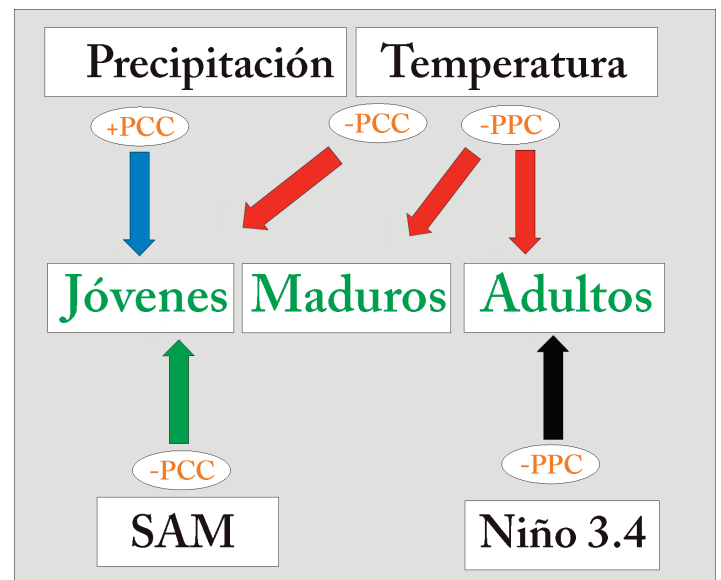 Precipitación
Temperatura
+PCC
-PCC
-PPC
Jóvenes
Maduros
Adultos
-PCC
-PPC
SAM
Niño 3.4